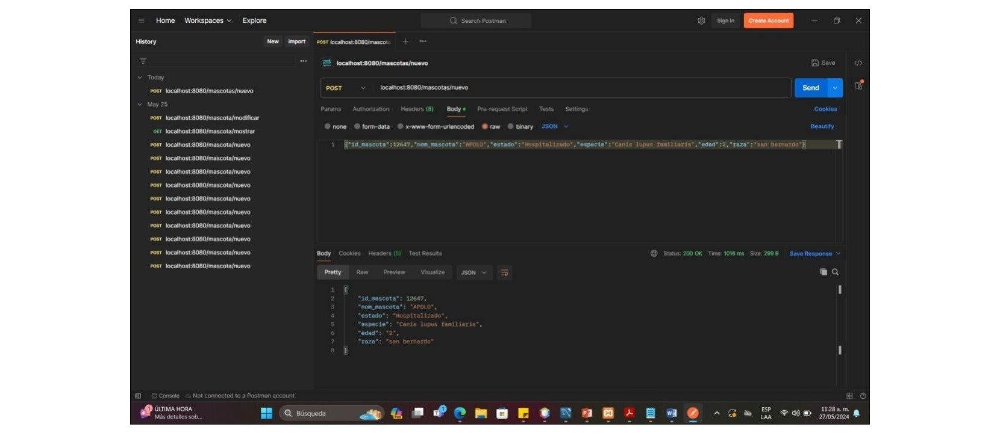 Home Workspaces Explore Search Postman Sign In Create Account
History New Import POST localhost:8080/mascota
HTTP localhost:8080/mascotas/nuevo Save </>
Today
POST localhost:8080/mascotas/nuevo
May 25
POST localhost:8080/mascota/modificar
GET localhost:8080/mascota/mostrar
POST localhost:8080/mascota/nuevo
POST localhost:8080/mascota/nuevo
POST localhost:8080/mascota/nuevo
POST localhost:8080/mascota/nuevo
POST localhost:8080/mascota/nuevo
POST localhost:8080/mascota/nuevo
POST localhost:8080/mascota/nuevo
POST localhost:8080/mascota/nuevo
POST localhost:8080/mascota/nuevo
POST localhost:8080/mascota/nuevo
POST localhost:8080/mascotas/nuevo Send
Params Authorization Headers (8) Body Pre-request Script Tests Settings Cookies
none form-data x-www-form-urlencoded raw binary JSON Beautify
1 {"id_mascota":12647,"nom_mascota":"APOLO","estado":"Hospitalizado","especie":"Canis lupus familiaris","edad":2,"raza":"san bernardo"}
Body Cookies Headers (5) Test Results Status: 200 OK Time: 1016 ms Size: 299 B Save Response
Pretty Raw Preview Visualize JSON
1 {
2 "id_mascota": 12647,
3 "nom_mascota": "APOLO",
4 "estado": "Hospitalizado",
5 "especie": "Canis lupus familiaris",
6 "edad": "2",
7 "raza": "san bernardo"
8 }
Console Not connected to a Postman account
1 ÚLTIMA HORA
Más detalles sob...
Búsqueda
ESP
LAA
11:28 a. m.
27/05/2024